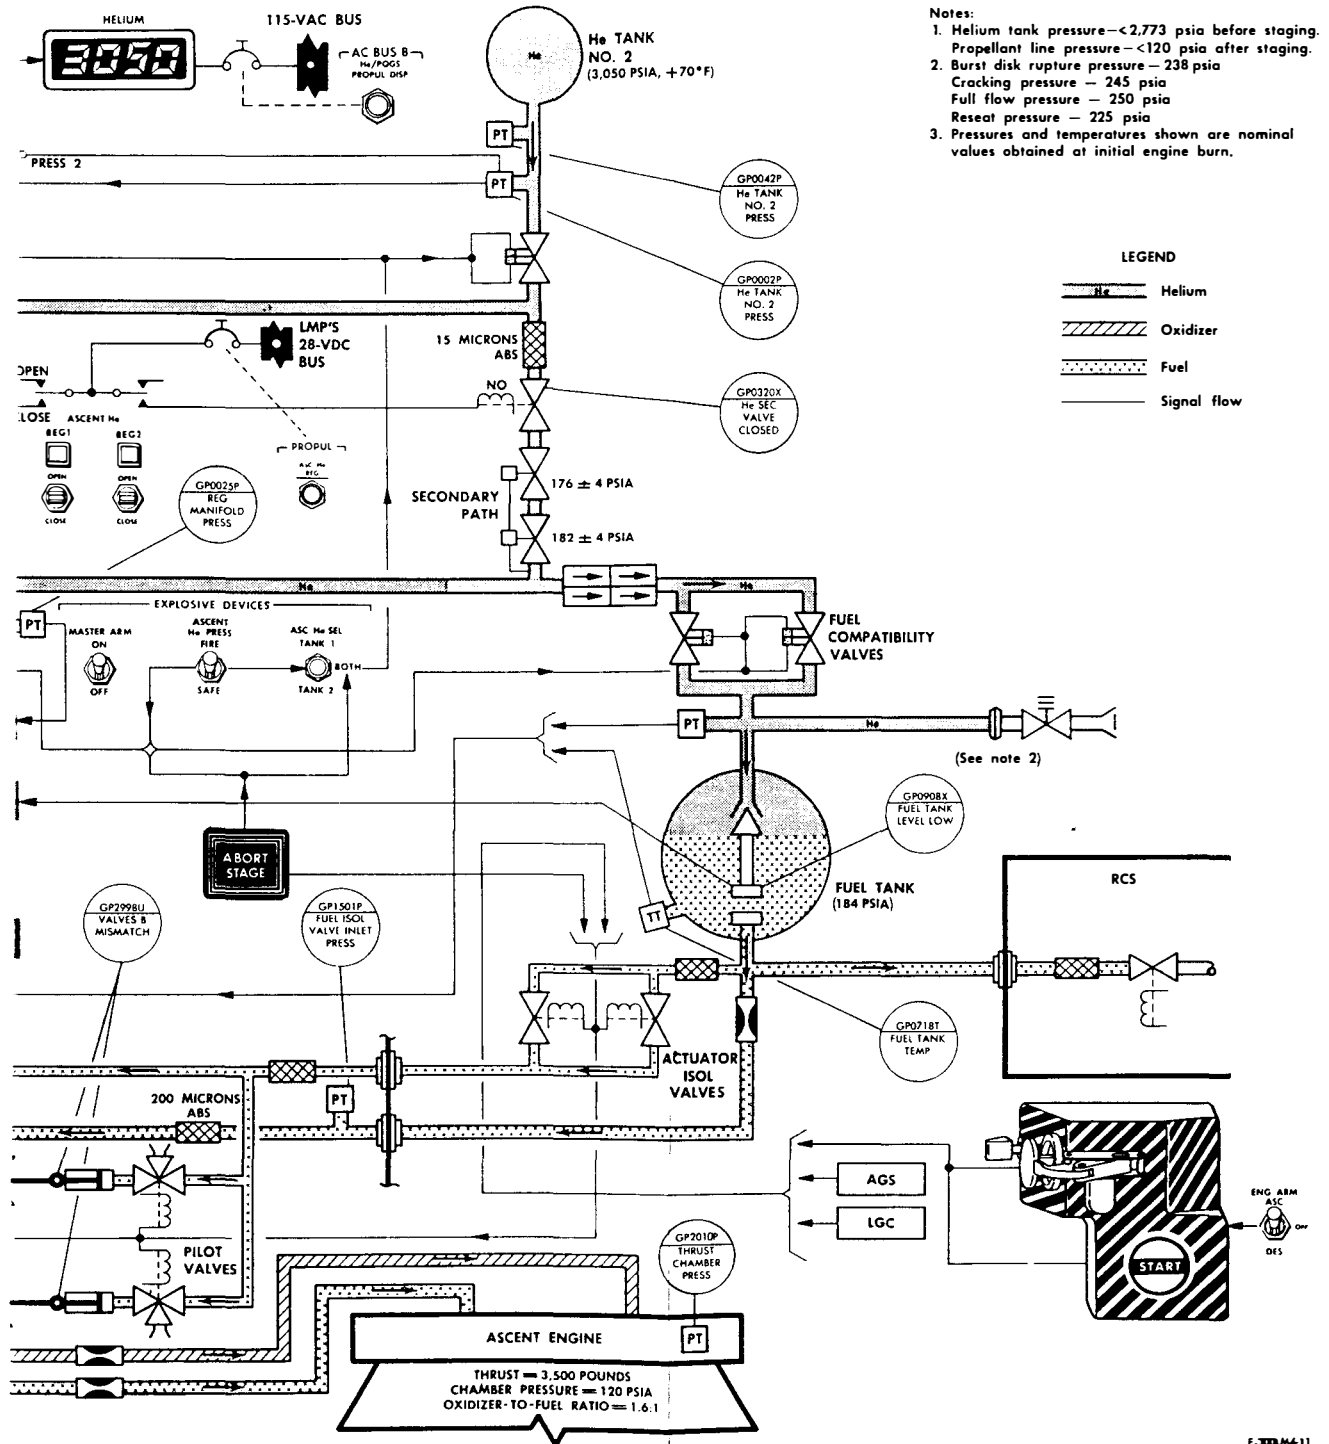 HELIUM
3050
115-VAC BUS
AC BUS B
He/PQGS
PROPUL DISP
He
He TANK
NO. 2
(3,050 PSIA, +70°F)
Notes:
1. Helium tank pressure—<2,773 psia before staging.
Propellant line pressure—<120 psia after staging.
2. Burst disk rupture pressure — 238 psia
Cracking pressure — 245 psia
Full flow pressure — 250 psia
Reseat pressure — 225 psia
3. Pressures and temperatures shown are nominal
values obtained at initial engine burn.
PT
PRESS 2
PT
GP0042P
He TANK
NO. 2
PRESS
GP0002P
He TANK
NO. 2
PRESS
LEGEND
He
Helium
Oxidizer
Fuel
Signal flow
LMP'S
28-VDC
BUS
15 MICRONS
ABS
OPEN
CLOSE
ASCENT He
REG1
REG2
OPEN
OPEN
CLOSE
CLOSE
NO
GP0320X
He SEC
VALVE
CLOSED
PROPUL
ASC He
REG
GP0025P
REG
MANIFOLD
PRESS
SECONDARY
PATH
176 ± 4 PSIA
182 ± 4 PSIA
He
He
EXPLOSIVE DEVICES
PT
MASTER ARM
ON
OFF
ASCENT
He PRESS
FIRE
SAFE
ASC He SEL
TANK 1
BOTH
TANK 2
FUEL
COMPATIBILITY
VALVES
PT
He
(See note 2)
GP0908X
FUEL TANK
LEVEL LOW
ABORT
STAGE
FUEL TANK
(184 PSIA)
TT
RCS
GP2998U
VALVES B
MISMATCH
GP1501P
FUEL ISOL
VALVE INLET
PRESS
GP0718T
FUEL TANK
TEMP
ACTUATOR
ISOL
VALVES
200 MICRONS
ABS
PT
AGS
LGC
ENG ARM
ASC
OFF
DES
START
PILOT
VALVES
GP2010P
THRUST
CHAMBER
PRESS
ASCENT ENGINE
PT
THRUST = 3,500 POUNDS
CHAMBER PRESSURE = 120 PSIA
OXIDIZER-TO-FUEL RATIO = 1.6:1